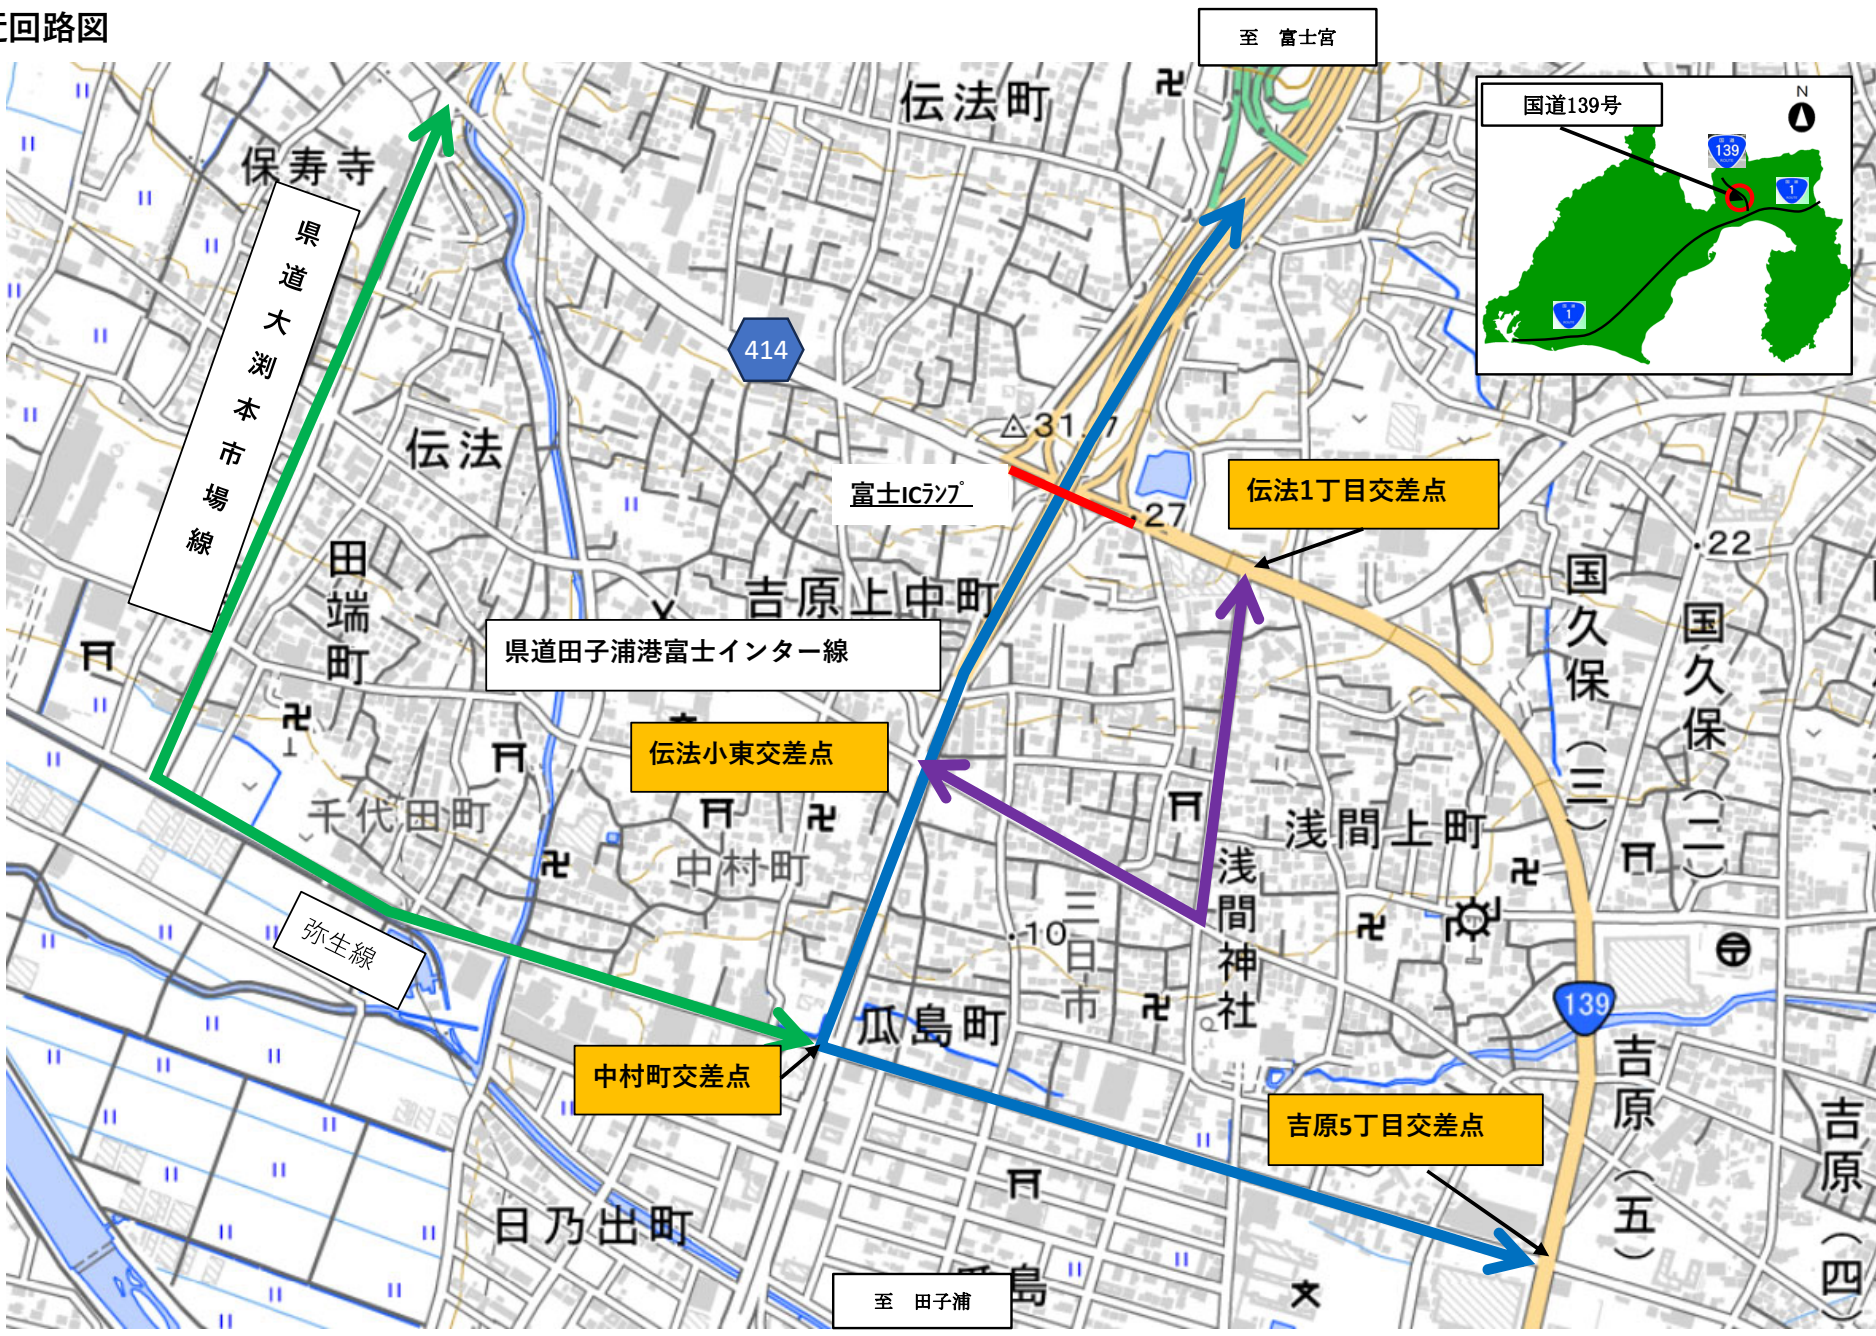 回路図
至 富士宮
国道139号
N
139
1
1
伝法町
保寿寺
県道大渕本市場線
414
伝法
31.7
富士ICﾗﾝﾌﾟ
伝法1丁目交差点
27
22
田端町
吉原上中町
国久保（三）
国久保（二）
県道田子浦港富士インター線
伝法小東交差点
千代田町
中村町
浅間上町
浅間神社
三日市
10
弥生線
瓜島町
139
中村町交差点
吉原5丁目交差点
吉原（五）
吉原（四）
日乃出町
至 田子浦
島